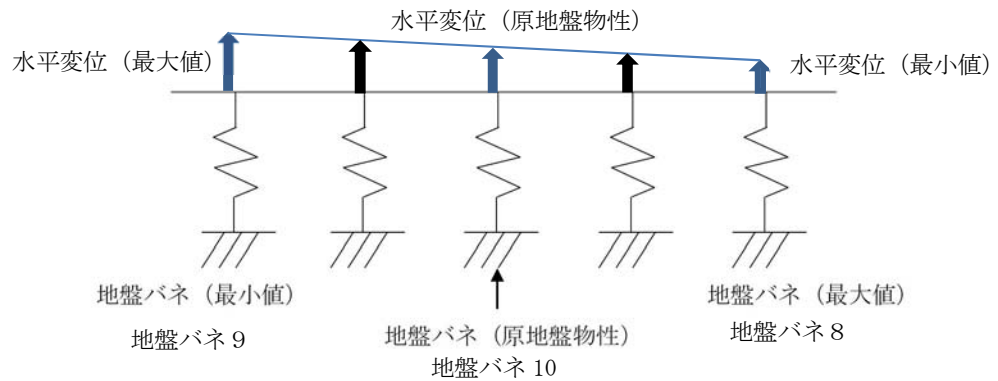 水平変位（原地盤物性）
水平変位（最大値）
水平変位（最小値）
地盤バネ（最小値）
地盤バネ９
地盤バネ（原地盤物性）
地盤バネ 10
地盤バネ（最大値）
地盤バネ８